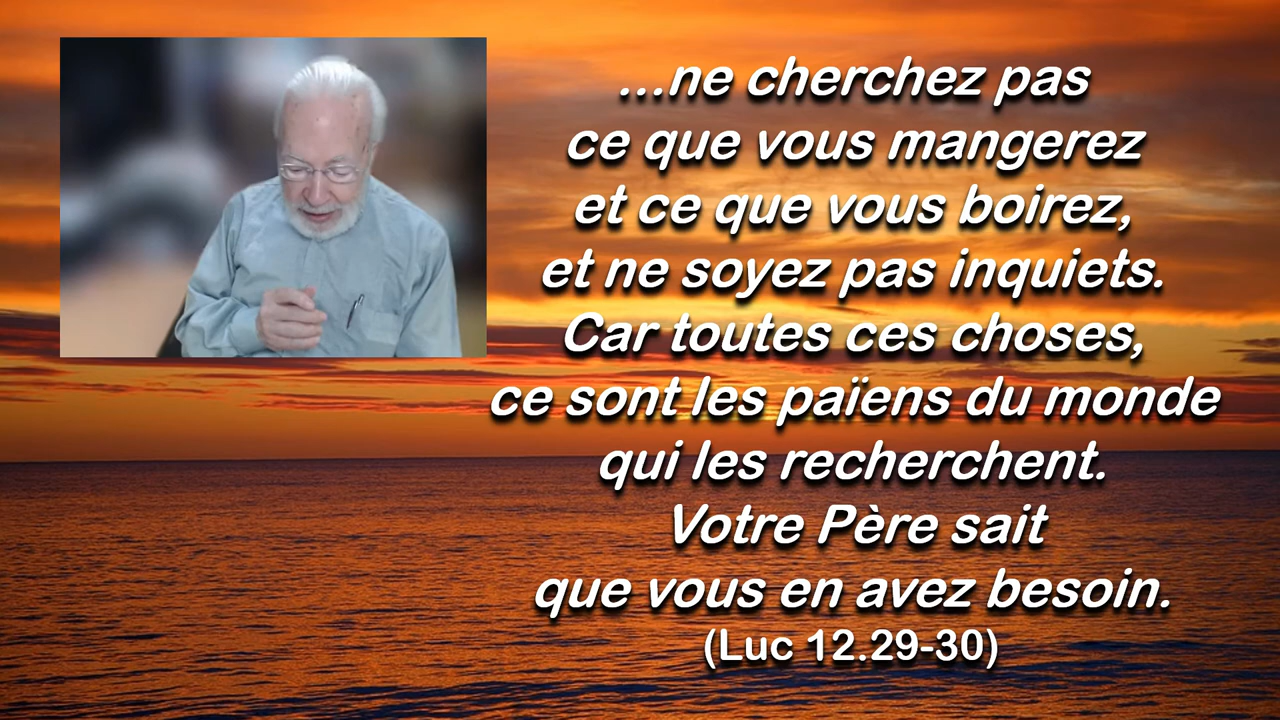 ...ne cherchez pas
ce que vous mangerez
et ce que vous boirez,
et ne soyez pas inquiets.
Car toutes ces choses,
ce sont les païens du monde
qui les recherchent.
Votre Père sait
que vous en avez besoin.
(Luc 12.29-30)